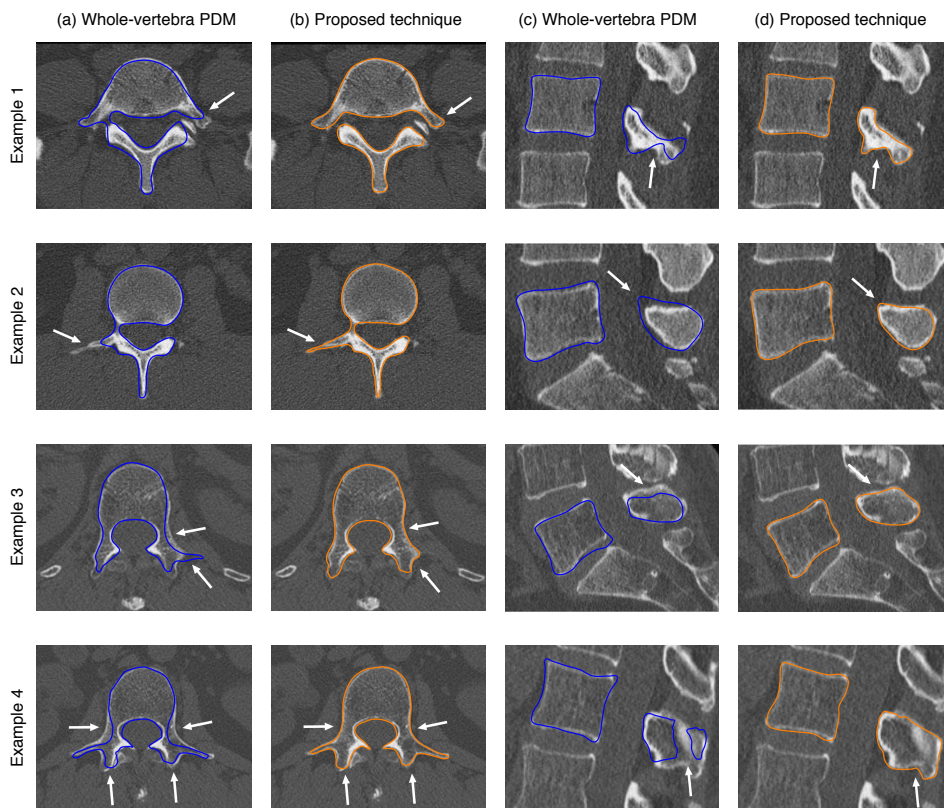 (a) Whole-vertebra PDM
(b) Proposed technique
(c) Whole-vertebra PDM
(d) Proposed technique
Example 1
Example 2
Example 3
Example 4